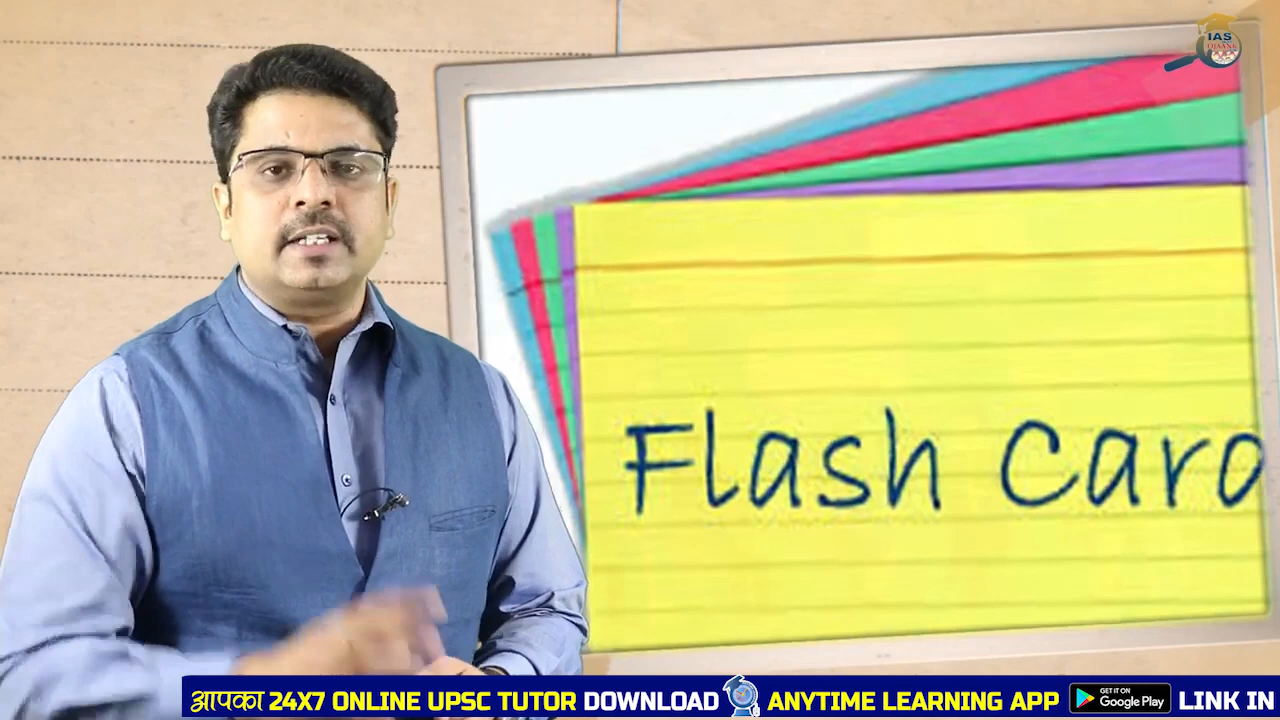 IAS
Flash Card
आपका 24X7 ONLINE UPSC TUTOR DOWNLOAD ANYTIME LEARNING APP GET IT ON Google Play LINK IN